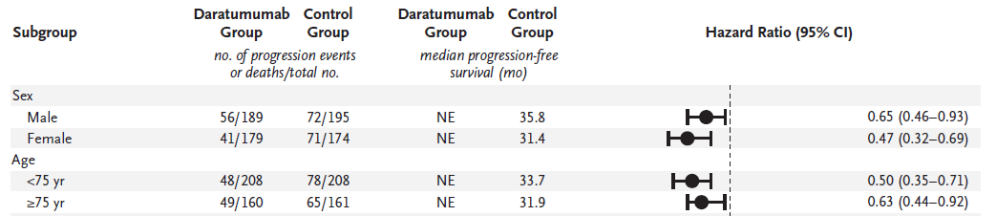 Daratumumab Control Daratumumab Control
Subgroup Group Group Group Group Hazard Ratio (95% CI)
no. of progression events median progression-free
or deaths/total no. survival (mo)
Sex
Male 56/189 72/195 NE 35.8 0.65 (0.46–0.93)
Female 41/179 71/174 NE 31.4 0.47 (0.32–0.69)
Age
<75 yr 48/208 78/208 NE 33.7 0.50 (0.35–0.71)
≥75 yr 49/160 65/161 NE 31.9 0.63 (0.44–0.92)